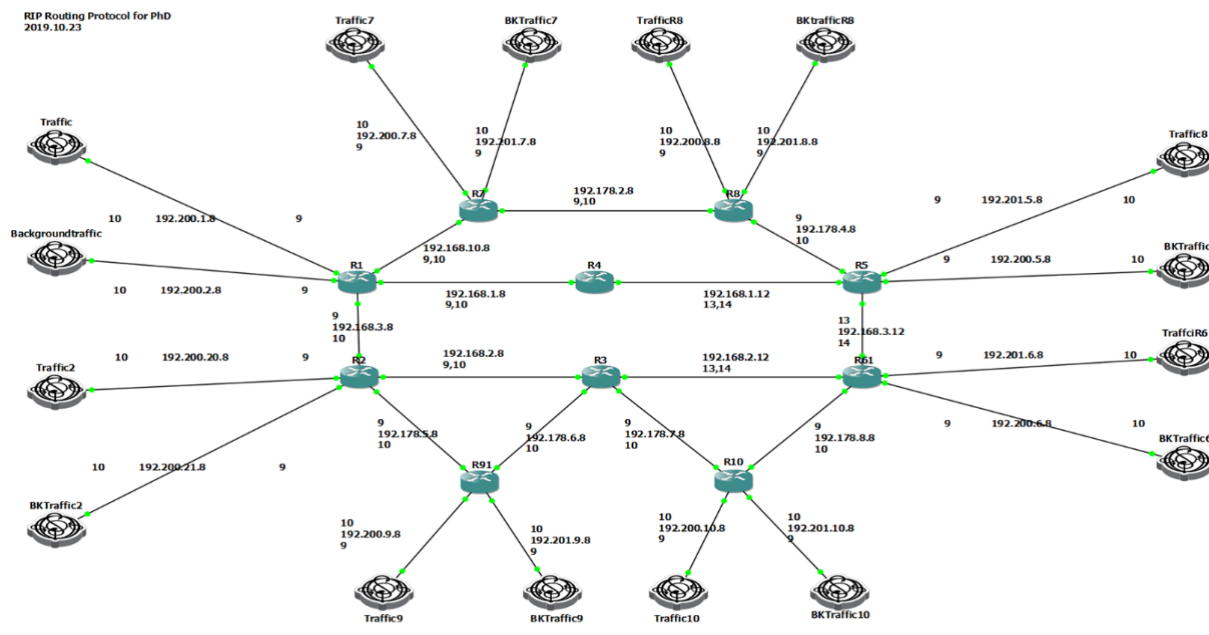 RIP Routing Protocol for PhD
2019.10.23
Traffic7
BKTraffic7
TrafficR8
BKtrafficR8
Traffic
Traffic8
10
192.200.7.8
9
10
192.201.7.8
9
10
192.200.8.8
9
10
192.201.8.8
9
R7
192.178.2.8
9,10
R8
10 192.200.1.8 9
9 192.201.5.8 10
9
192.178.4.8
10
Backgroundtraffic
BKTraffic
192.168.10.8
9,10
R1
R4
R5
9 192.200.5.8 10
10 192.200.2.8 9
192.168.1.8
9,10
192.168.1.12
13,14
9
192.168.3.8
10
13
192.168.3.12
14
TraffciR6
10 192.200.20.8 9
Traffic2
R2
192.168.2.8
9,10
R3
192.168.2.12
13,14
R61
9 192.201.6.8 10
9
192.178.5.8
10
9
192.178.6.8
10
9
192.178.7.8
10
9
192.178.8.8
10
9 192.200.6.8 10
BKTraffic6
10 192.200.21.8 9
R91
R10
BKTraffic2
10
192.200.9.8
9
10
192.201.9.8
9
10
192.200.10.8
9
10
192.201.10.8
9
Traffic9
BKTraffic9
Traffic10
BKTraffic10